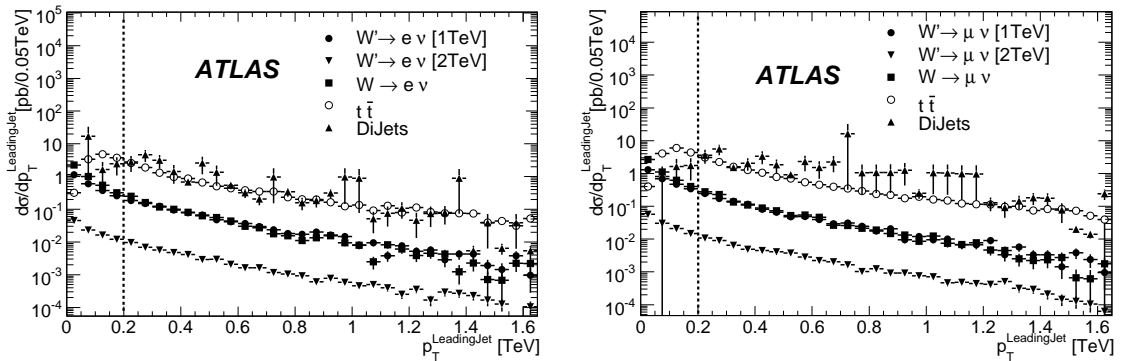 dσ/dp_T^LeadingJet [pb/0.05TeV]
10^4
10^3
10^2
10
1
10^-1
10^-2
10^-3
10^-4
ATLAS
W'→ e ν [1TeV]
W'→ e ν [2TeV]
W → e ν
t t̄
DiJets
0 0.2 0.4 0.6 0.8 1 1.2 1.4 1.6
p_T^LeadingJet [TeV]
dσ/dp_T^LeadingJet [pb/0.05TeV]
10^4
10^3
10^2
10
1
10^-1
10^-2
10^-3
10^-4
ATLAS
W'→ μ ν [1TeV]
W'→ μ ν [2TeV]
W → μ ν
t t̄
DiJets
0 0.2 0.4 0.6 0.8 1 1.2 1.4 1.6
p_T^LeadingJet [TeV]